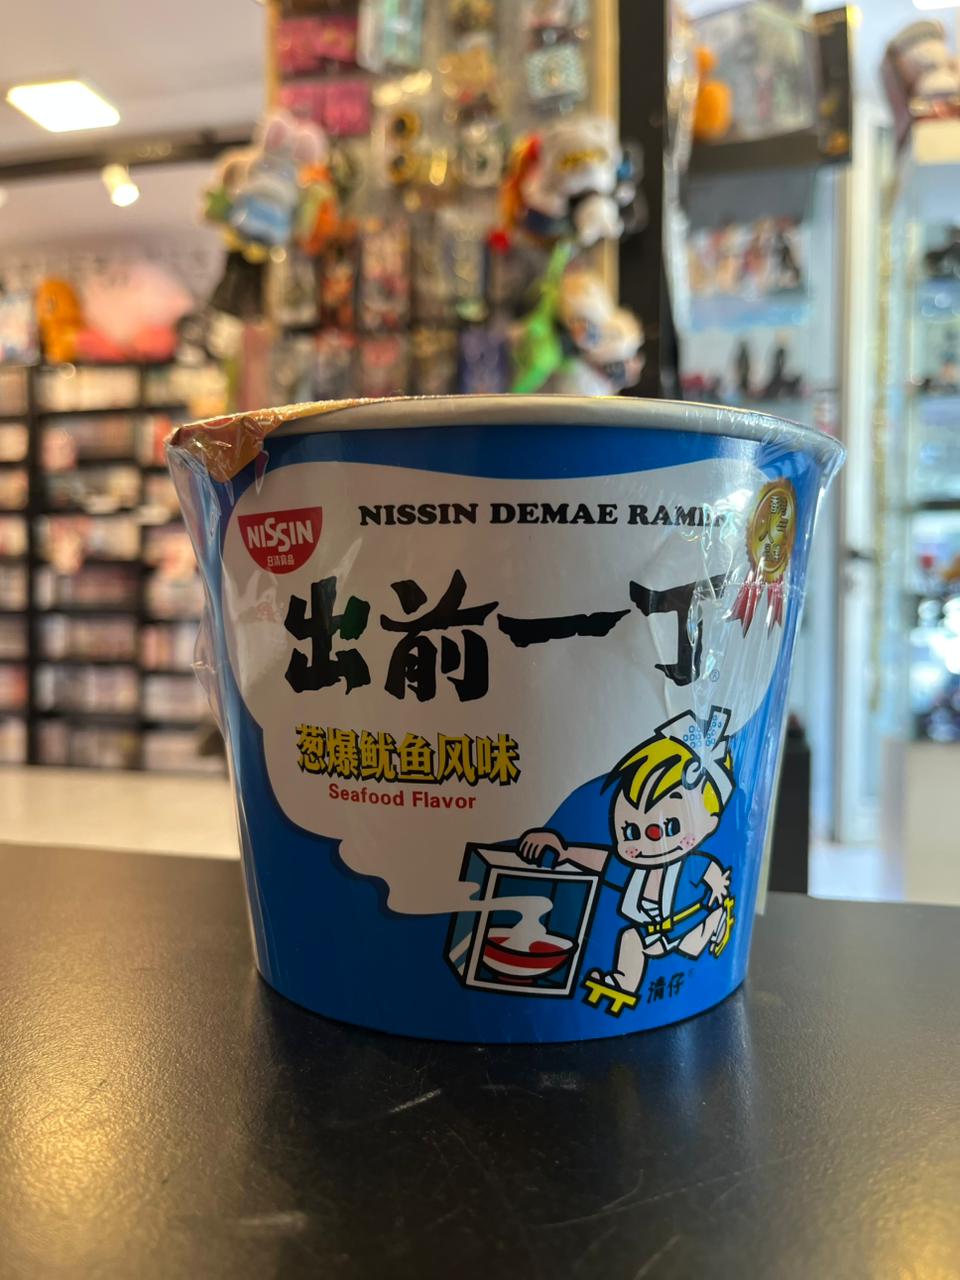 NISSIN
日清食品
NISSIN DEMAE RAMEN
出前一丁®
葱爆鱿鱼风味
Seafood Flavor
清仔®